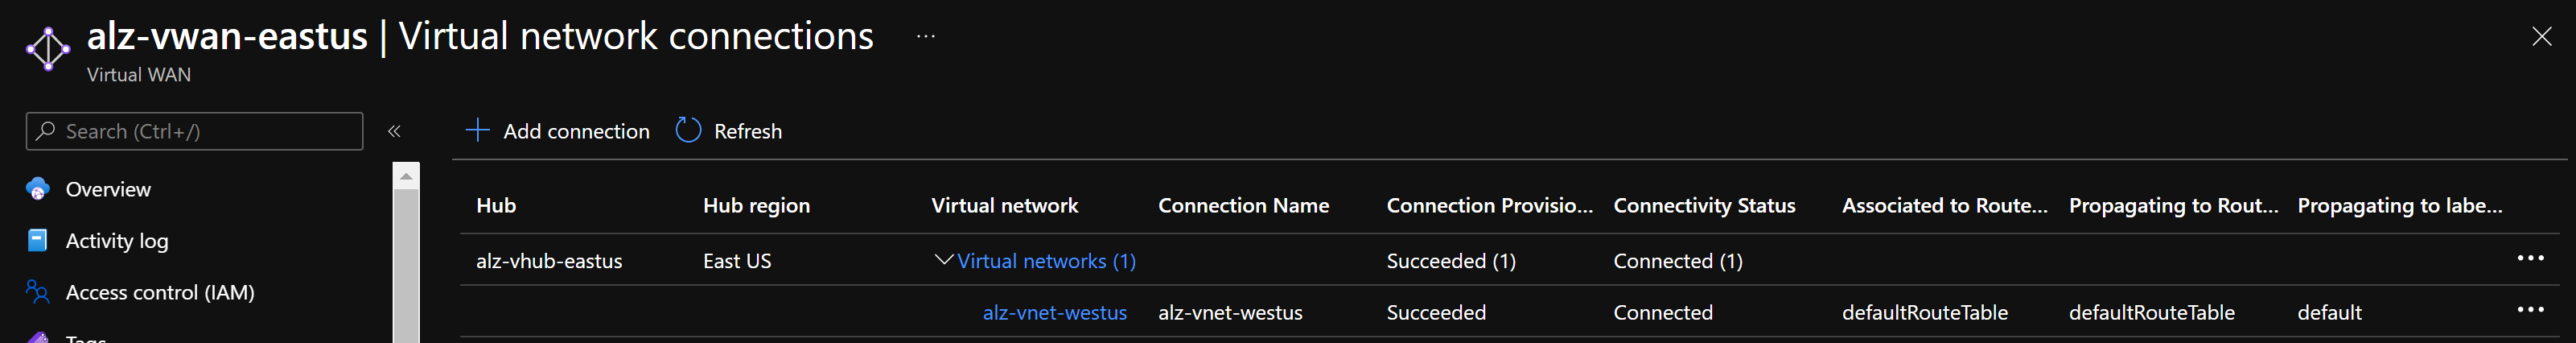 alz-vwan-eastus | Virtual network connections ...
Virtual WAN
Search (Ctrl+/) «
Add connection Refresh
Overview
Activity log
Access control (IAM)
Tags
Hub Hub region Virtual network Connection Name Connection Provisio... Connectivity Status Associated to Route... Propagating to Rout... Propagating to labe...
alz-vhub-eastus East US Virtual networks (1) Succeeded (1) Connected (1) ...
alz-vnet-westus alz-vnet-westus Succeeded Connected defaultRouteTable defaultRouteTable default ...